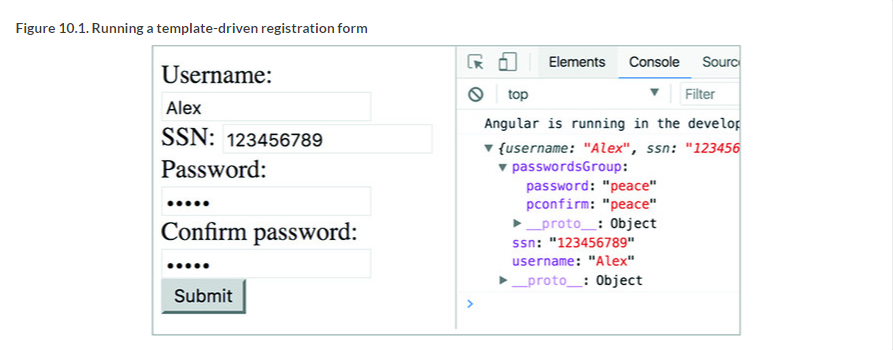 Figure 10.1. Running a template-driven registration form
Username:
Alex
SSN: 123456789
Password:
•••••
Confirm password:
•••••
Submit
Elements Console
top ▼ Filter
Angular is running in the
▼ {username: "Alex", ssn: "123456
▼ passwordsGroup:
password: "peace"
pconfirm: "peace"
▶ __proto__: Object
ssn: "123456789"
username: "Alex"
▶ __proto__: Object
>